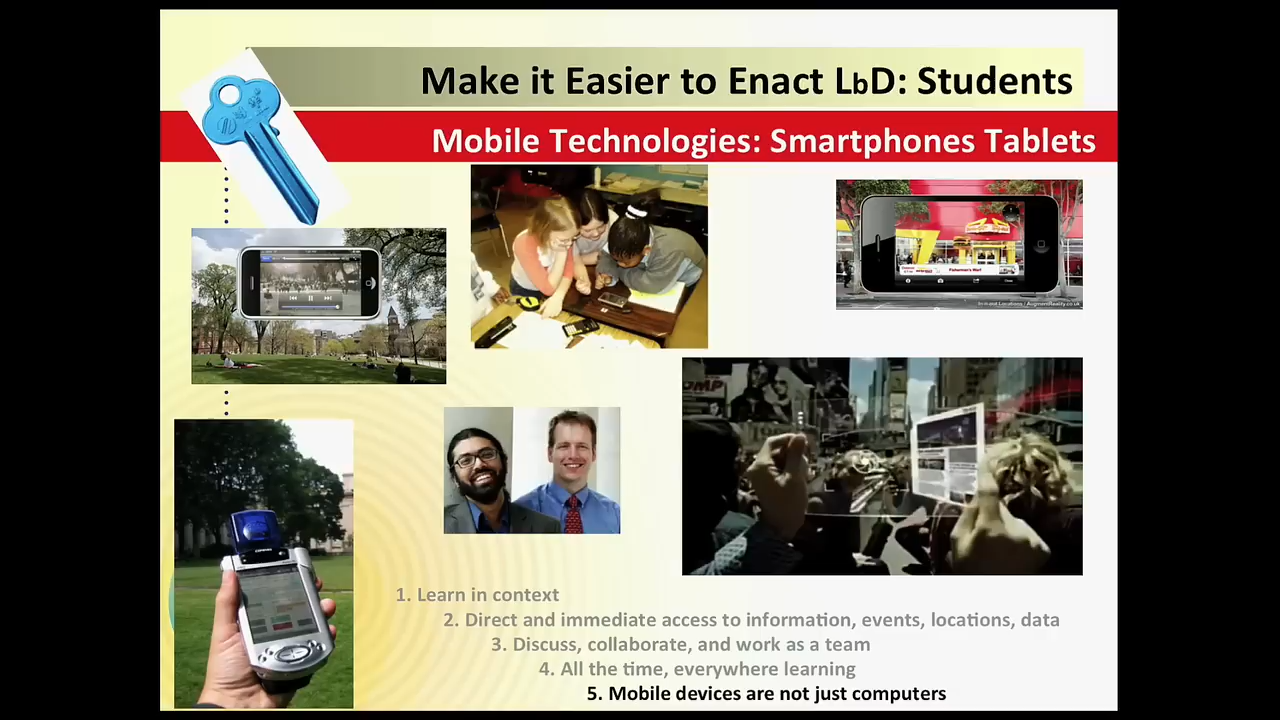 Make it Easier to Enact LbD: Students
Mobile Technologies: Smartphones Tablets
1. Learn in context
2. Direct and immediate access to information, events, locations, data
3. Discuss, collaborate, and work as a team
4. All the time, everywhere learning
5. Mobile devices are not just computers